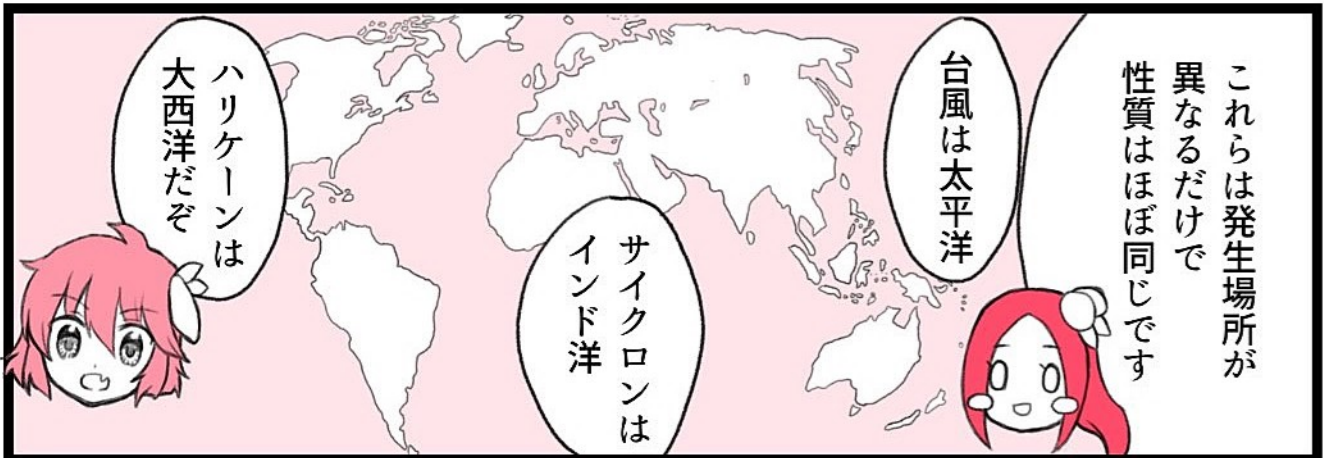 これらは発生場所が
異なるだけで
性質はほぼ同じです
台風は太平洋
サイクロンは
インド洋
ハリケーンは
大西洋だぞ